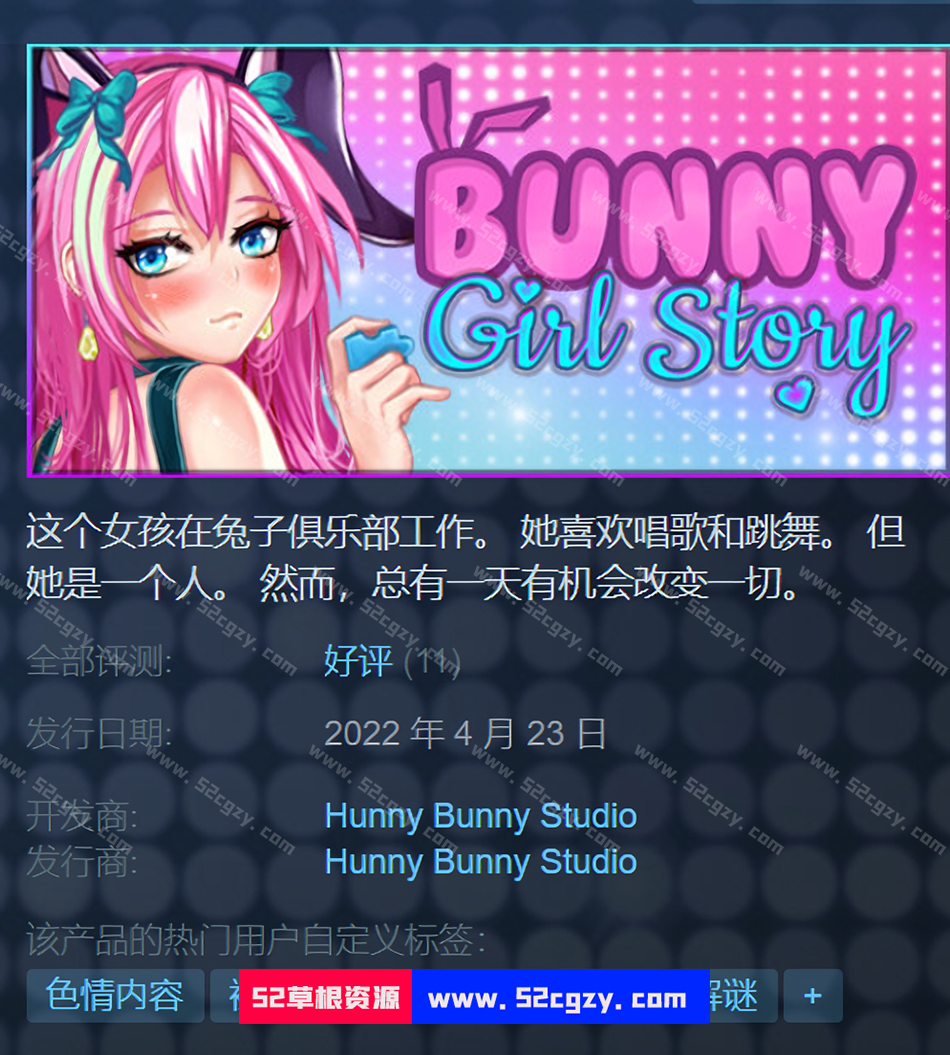 BUNNY
Girl Story
这个女孩在兔子俱乐部工作。 她喜欢唱歌和跳舞。 但
她是一个人。 然而，总有一天有机会改变一切。
全部评测: 好评 (11)
发行日期: 2022 年 4 月 23 日
开发商: Hunny Bunny Studio
发行商: Hunny Bunny Studio
该产品的热门用户自定义标签：
色情内容 52草根资源 www.52cgzy.com 解谜 +